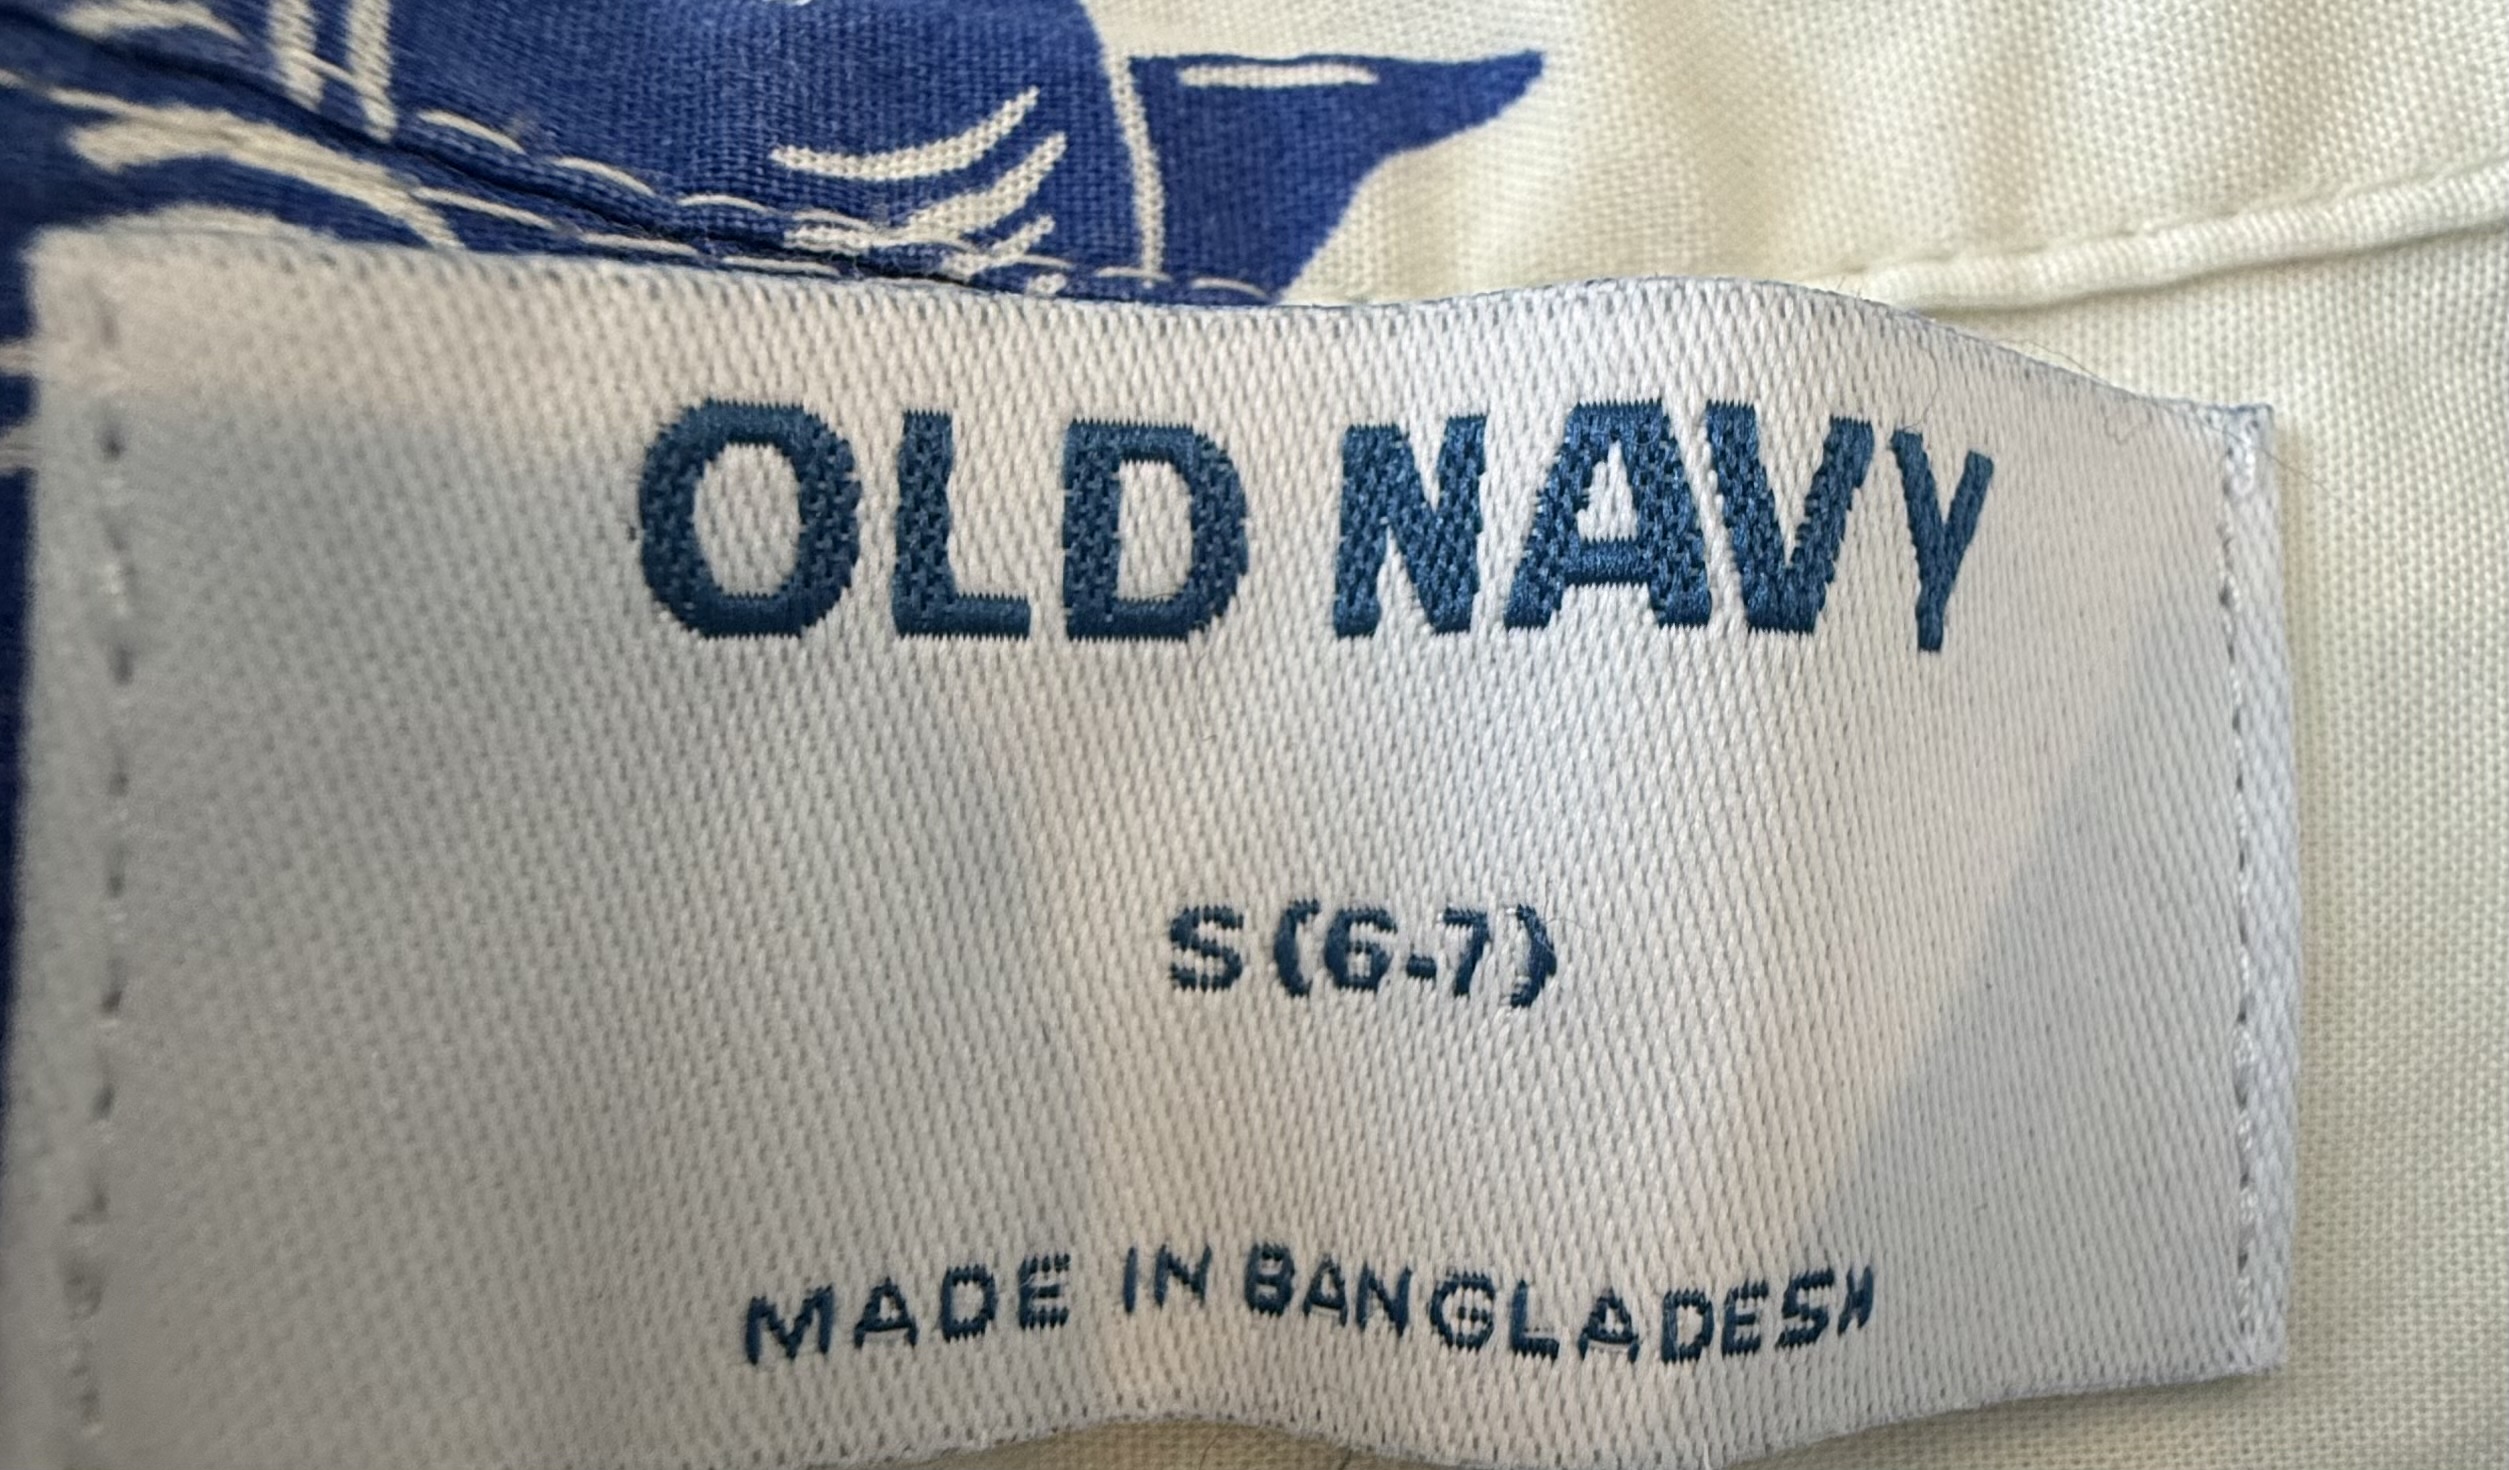 OLD NAVY
S (6-7)
MADE IN BANGLADESH